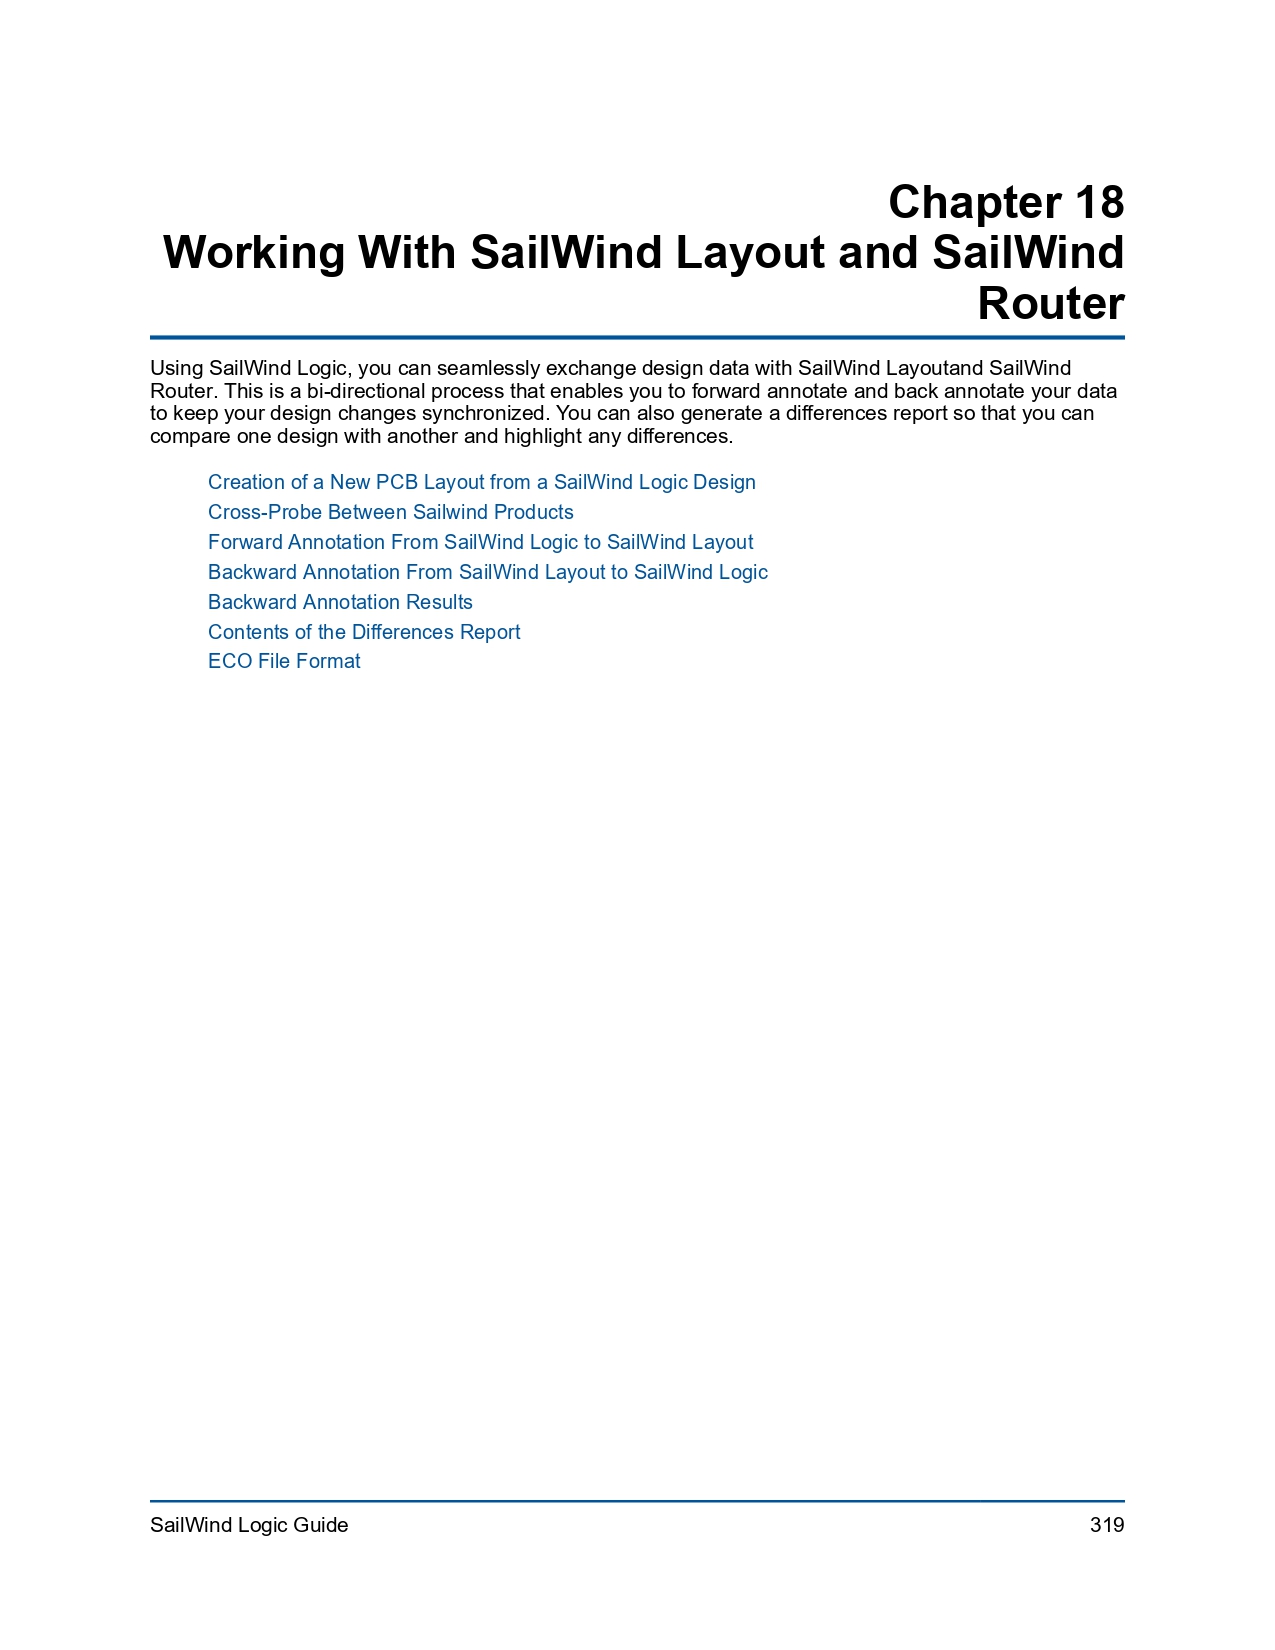 Chapter 18
Working With SailWind Layout and SailWind
Router
Using SailWind Logic, you can seamlessly exchange design data with SailWind Layoutand SailWind
Router. This is a bi-directional process that enables you to forward annotate and back annotate your data
to keep your design changes synchronized. You can also generate a differences report so that you can
compare one design with another and highlight any differences.
Creation of a New PCB Layout from a SailWind Logic Design
Cross-Probe Between Sailwind Products
Forward Annotation From SailWind Logic to SailWind Layout
Backward Annotation From SailWind Layout to SailWind Logic
Backward Annotation Results
Contents of the Differences Report
ECO File Format
SailWind Logic Guide 319